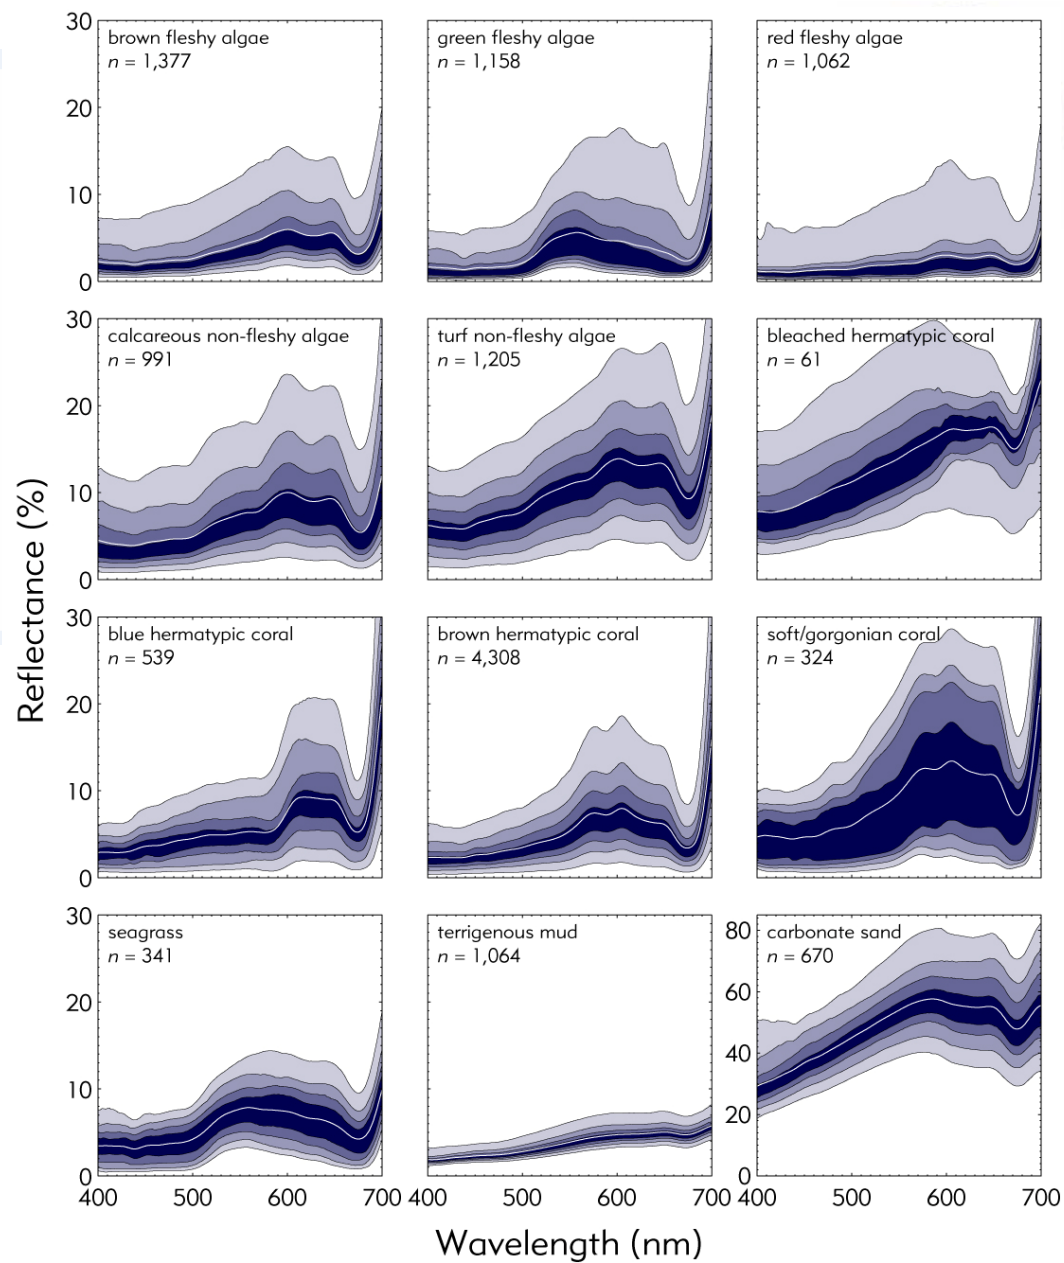 30
20
10
0
brown fleshy algae
n = 1,377
green fleshy algae
n = 1,158
red fleshy algae
n = 1,062
30
20
10
0
calcareous non-fleshy algae
n = 991
turf non-fleshy algae
n = 1,205
bleached hermatypic coral
n = 61
Reflectance (%)
30
20
10
0
blue hermatypic coral
n = 539
brown hermatypic coral
n = 4,308
soft/gorgonian coral
n = 324
30
20
10
0
seagrass
n = 341
terrigenous mud
n = 1,064
80
60
40
20
0
carbonate sand
n = 670
400 500 600 700 400 500 600 700 400 500 600 700
Wavelength (nm)